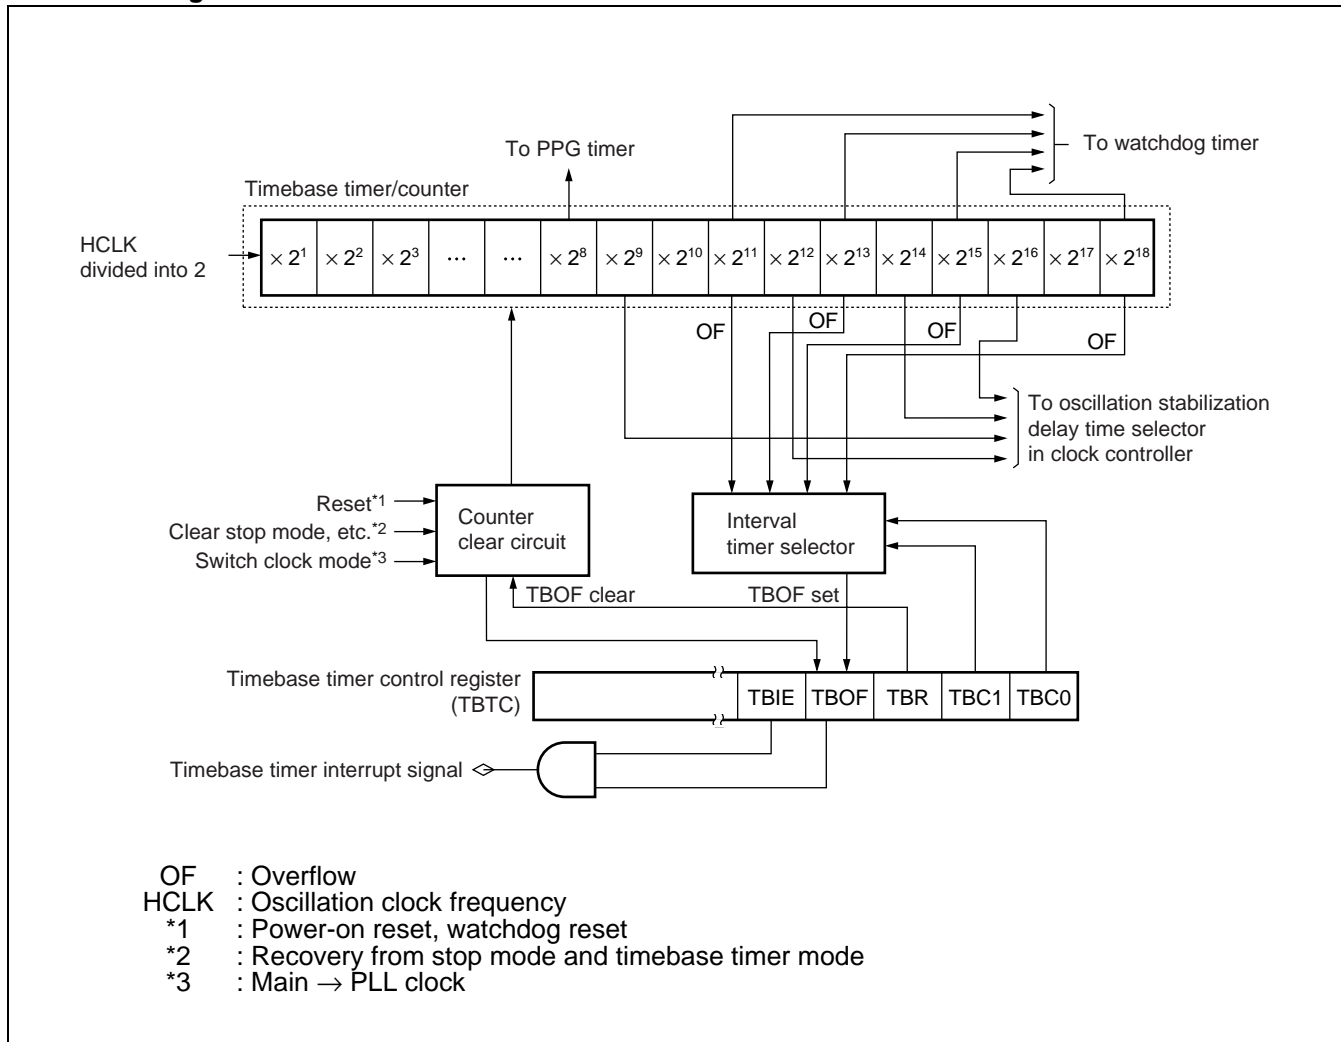 To PPG timer
To watchdog timer
Timebase timer/counter
HCLK
divided into 2
× 2¹ × 2² × 2³ ... ... × 2⁸ × 2⁹ × 2¹⁰ × 2¹¹ × 2¹² × 2¹³ × 2¹⁴ × 2¹⁵ × 2¹⁶ × 2¹⁷ × 2¹⁸
OF OF OF OF
To oscillation stabilization
delay time selector
in clock controller
Reset*1
Clear stop mode, etc.*2
Switch clock mode*3
Counter
clear circuit
Interval
timer selector
TBOF clear
TBOF set
Timebase timer control register
(TBTC)
TBIE TBOF TBR TBC1 TBC0
Timebase timer interrupt signal
OF : Overflow
HCLK : Oscillation clock frequency
*1 : Power-on reset, watchdog reset
*2 : Recovery from stop mode and timebase timer mode
*3 : Main → PLL clock